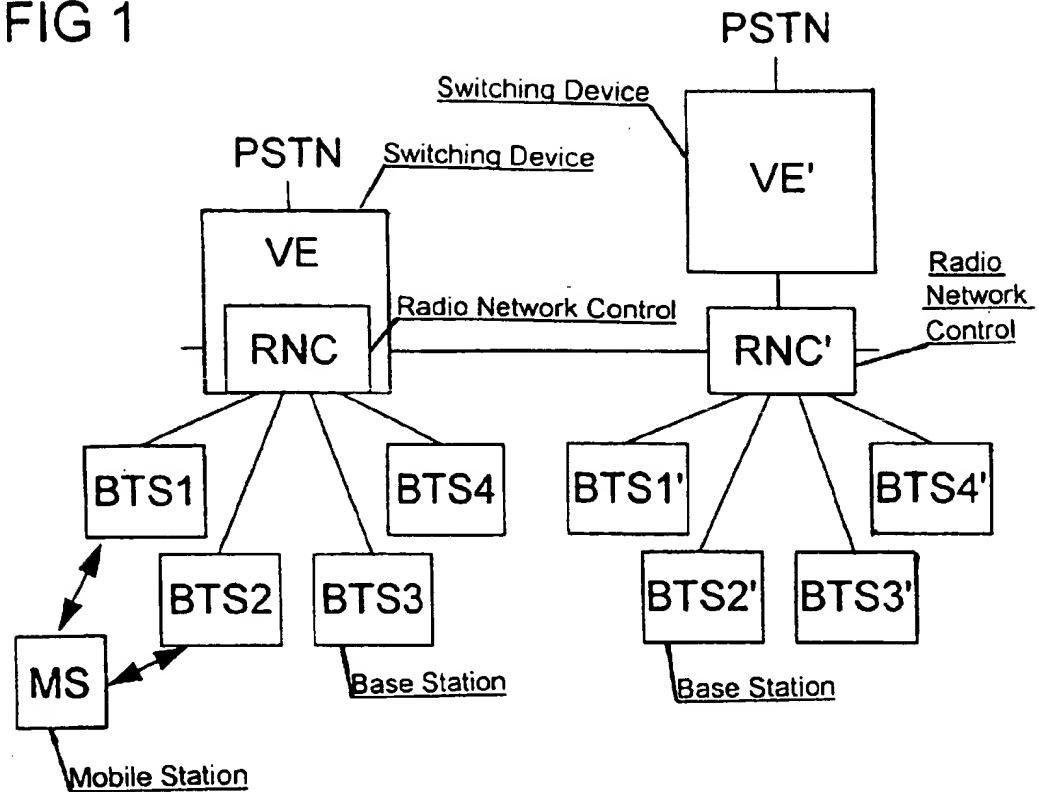 FIG 1
PSTN
Switching Device
PSTN
Switching Device
VE'
VE
Radio
Network
Control
Radio Network Control
RNC
RNC'
BTS1
BTS4
BTS1'
BTS4'
BTS2
BTS3
BTS2'
BTS3'
MS
Base Station
Base Station
Mobile Station